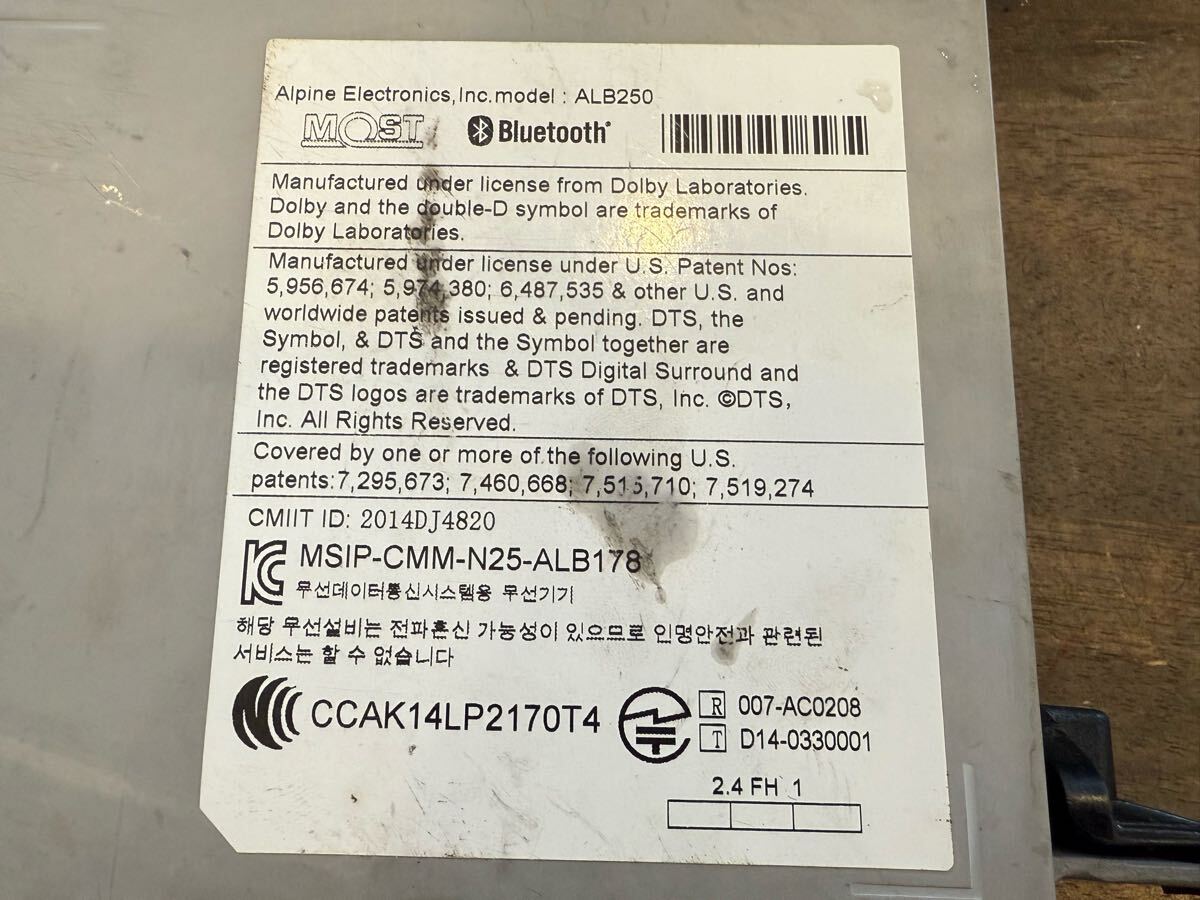 Alpine Electronics,Inc.model : ALB250
MOST Bluetooth®
Manufactured under license from Dolby Laboratories.
Dolby and the double-D symbol are trademarks of
Dolby Laboratories.
Manufactured under license under U.S. Patent Nos:
5,956,674; 5,974,380; 6,487,535 & other U.S. and
worldwide patents issued & pending. DTS, the
Symbol, & DTS and the Symbol together are
registered trademarks & DTS Digital Surround and
the DTS logos are trademarks of DTS, Inc. ©DTS,
Inc. All Rights Reserved.
Covered by one or more of the following U.S.
patents:7,295,673; 7,460,668; 7,515,710; 7,519,274
CMIIT ID: 2014DJ4820
MSIP-CMM-N25-ALB178
무선데이터통신시스템용 무선기기
해당 무선설비는 전파혼신 가능성이 있으므로 인명안전과 관련된
서비스는 할 수 없습니다
CCAK14LP2170T4
R 007-AC0208
T D14-0330001
2.4 FH 1